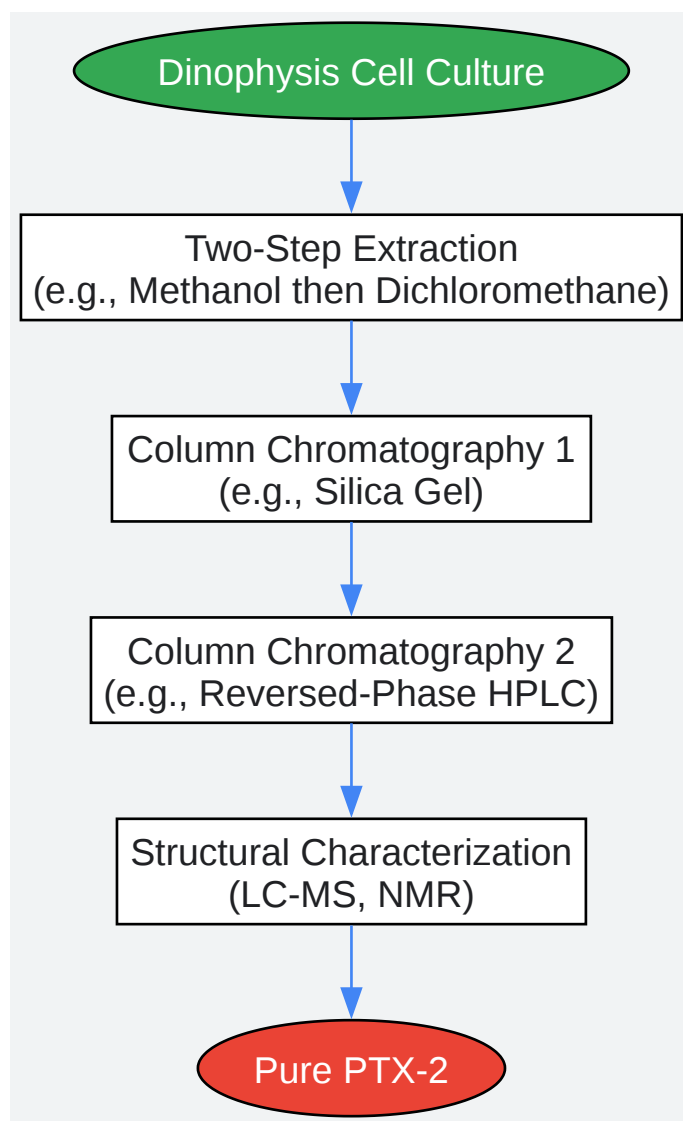 Dinophysis Cell Culture
Two-Step Extraction
(e.g., Methanol then Dichloromethane)
Column Chromatography 1
(e.g., Silica Gel)
Column Chromatography 2
(e.g., Reversed-Phase HPLC)
Structural Characterization
(LC-MS, NMR)
Pure PTX-2